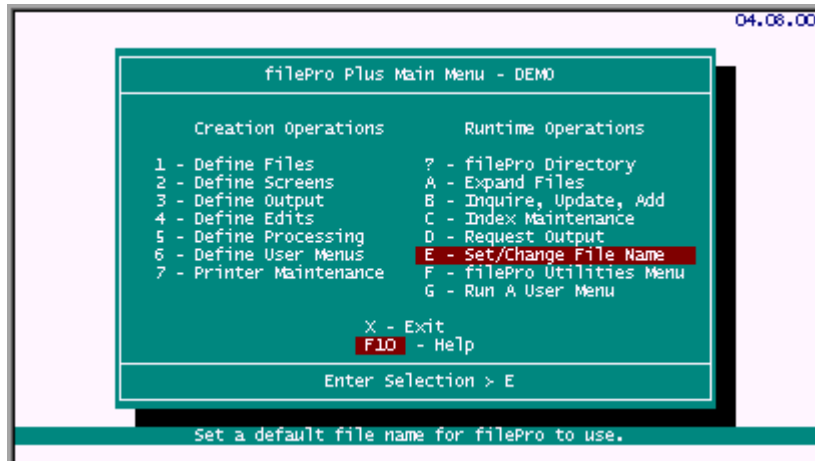 04.08.00
filePro Plus Main Menu - DEMO
Creation Operations Runtime Operations
1 - Define Files ? - filePro Directory
2 - Define Screens A - Expand Files
3 - Define Output B - Inquire, Update, Add
4 - Define Edits C - Index Maintenance
5 - Define Processing D - Request Output
6 - Define User Menus E - Set/Change File Name
7 - Printer Maintenance F - filePro Utilities Menu
G - Run A User Menu
X - Exit
F10 - Help
Enter Selection > E
Set a default file name for filePro to use.